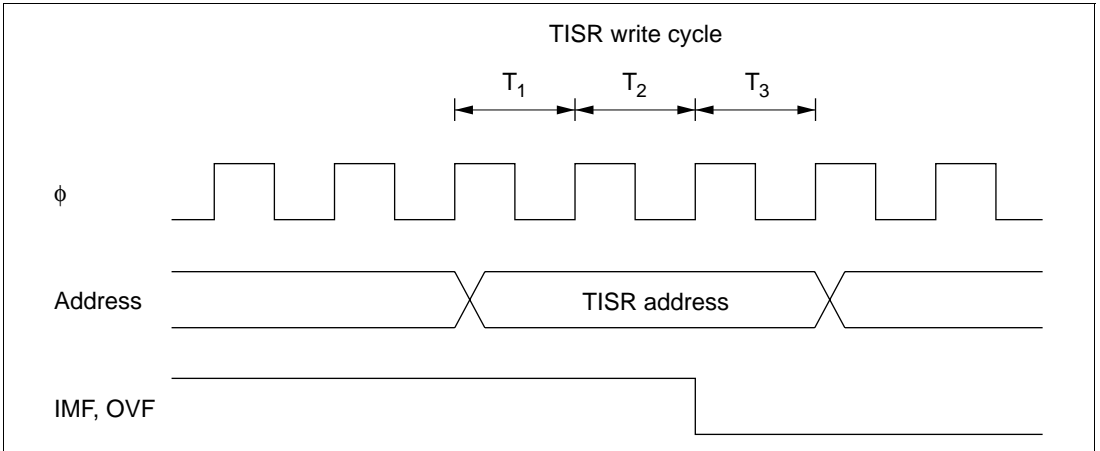 TISR write cycle
T1 T2 T3
ϕ
Address TISR address
IMF, OVF